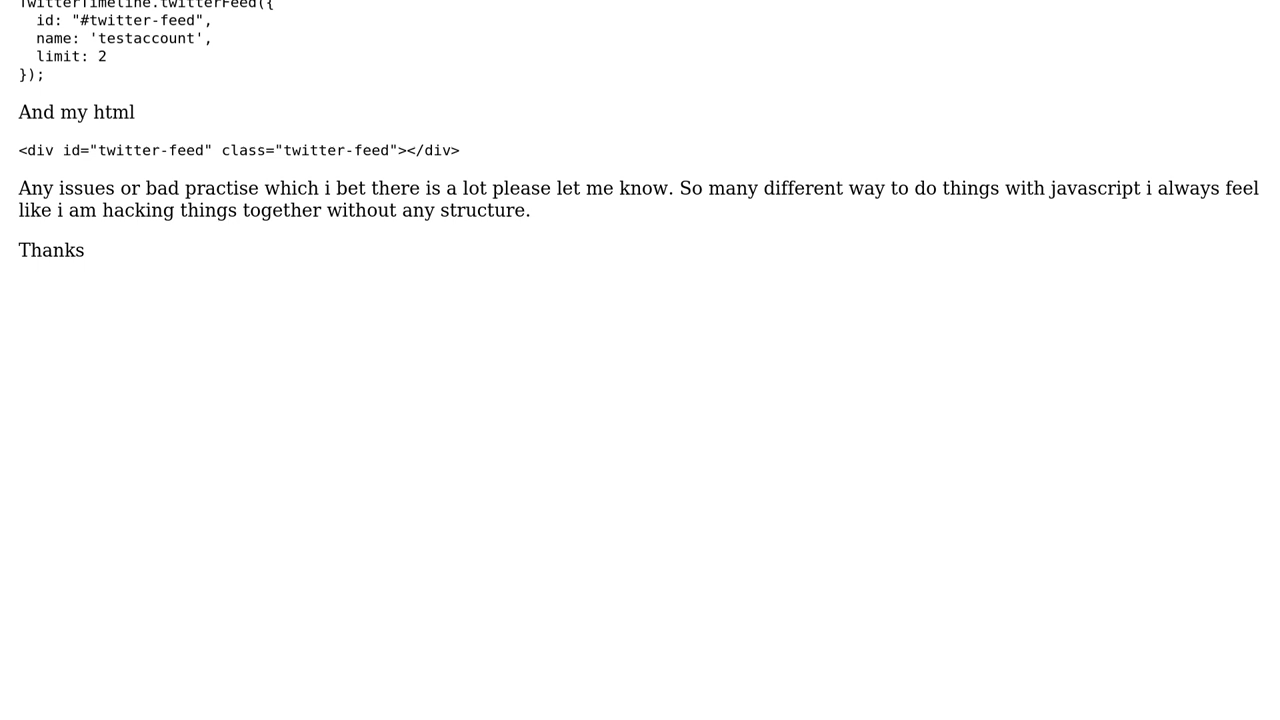 TwitterTimeline.twitterFeed({
  id: "#twitter-feed",
  name: 'testaccount',
  limit: 2
});
And my html
<div id="twitter-feed" class="twitter-feed"></div>
Any issues or bad practise which i bet there is a lot please let me know. So many different way to do things with javascript i always feel
like i am hacking things together without any structure.
Thanks